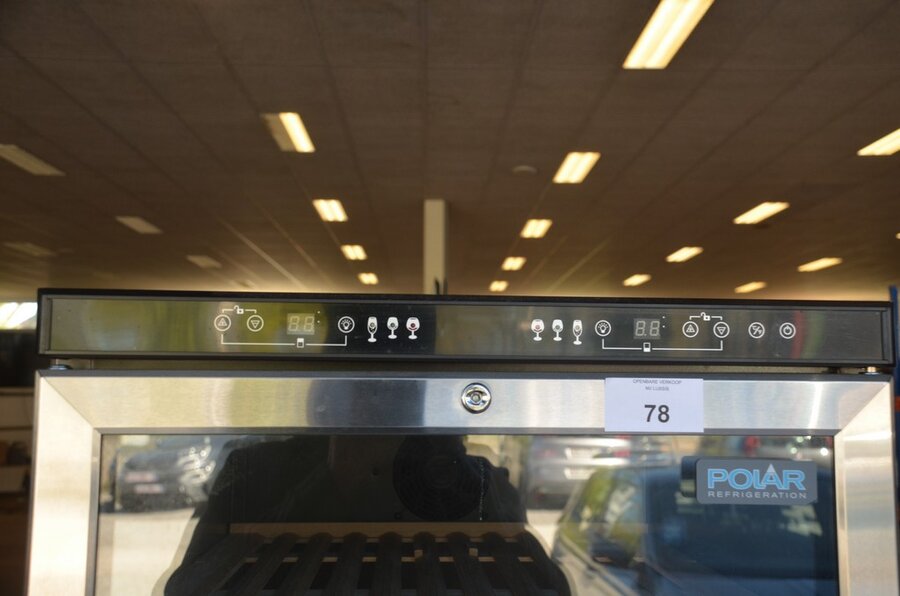 88
88
OPENBARE VERKOOP
78
POLAR
REFRIGERATION